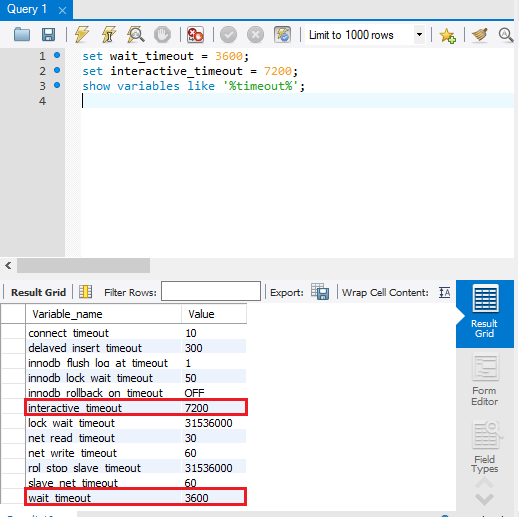 Query 1
Limit to 1000 rows
1 set wait_timeout = 3600;
2 set interactive_timeout = 7200;
3 show variables like '%timeout%';
4
Result Grid Filter Rows: Export: Wrap Cell Content:
Variable_name Value
connect_timeout 10
delayed_insert_timeout 300
innodb_flush_log_at_timeout 1
innodb_lock_wait_timeout 50
innodb_rollback_on_timeout OFF
interactive_timeout 7200
lock_wait_timeout 31536000
net_read_timeout 30
net_write_timeout 60
rpl_stop_slave_timeout 31536000
slave_net_timeout 60
wait_timeout 3600
Result
Grid
Form
Editor
Field
Types